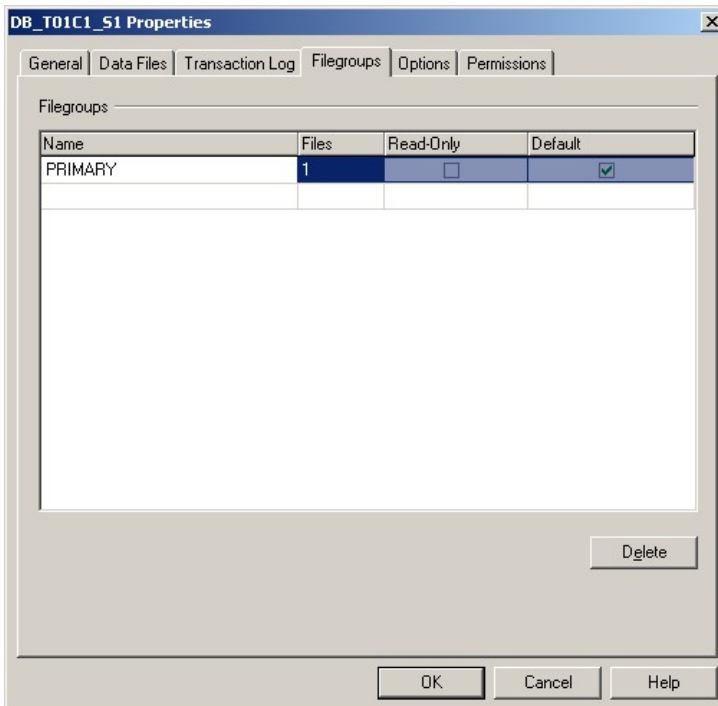 DB_T01C1_S1 Properties
General Data Files Transaction Log Filegroups Options Permissions
Filegroups
Name Files Read-Only Default
PRIMARY 1
Delete
OK Cancel Help